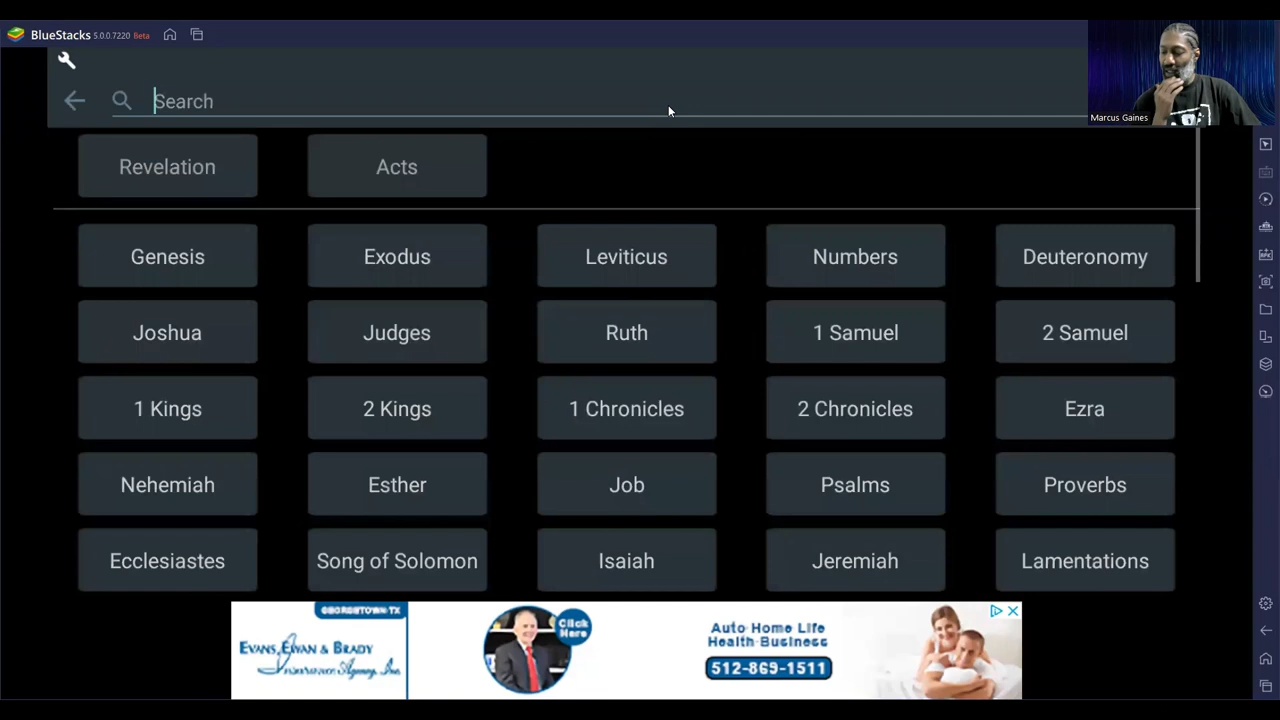 BlueStacks 5.0.0.7220 Beta
Search
Marcus Gaines
Revelation
Acts
Genesis
Exodus
Leviticus
Numbers
Deuteronomy
Joshua
Judges
Ruth
1 Samuel
2 Samuel
1 Kings
2 Kings
1 Chronicles
2 Chronicles
Ezra
Nehemiah
Esther
Job
Psalms
Proverbs
Ecclesiastes
Song of Solomon
Isaiah
Jeremiah
Lamentations
GEORGETOWN TX
EVANS, EWAN & BRADY
Insurance Agency, Inc.
Click
Here
Auto·Home·Life
Health·Business
512-869-1511